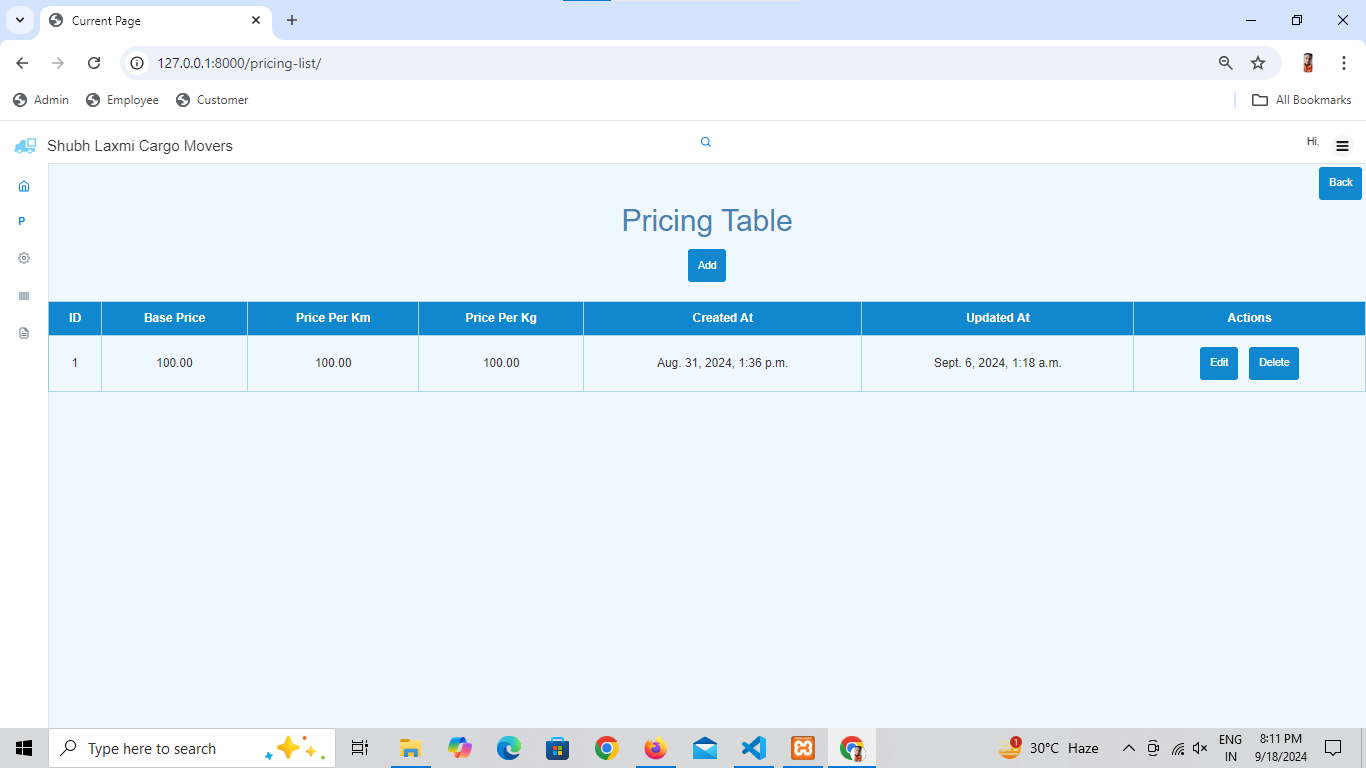 Current Page
127.0.0.1:8000/pricing-list/
Admin Employee Customer All Bookmarks
Shubh Laxmi Cargo Movers Hi,
Back
P
Pricing Table
Add
ID Base Price Price Per Km Price Per Kg Created At Updated At Actions
1 100.00 100.00 100.00 Aug. 31, 2024, 1:36 p.m. Sept. 6, 2024, 1:18 a.m. Edit Delete
Type here to search 1 30°C Haze ENG 8:11 PM
IN 9/18/2024